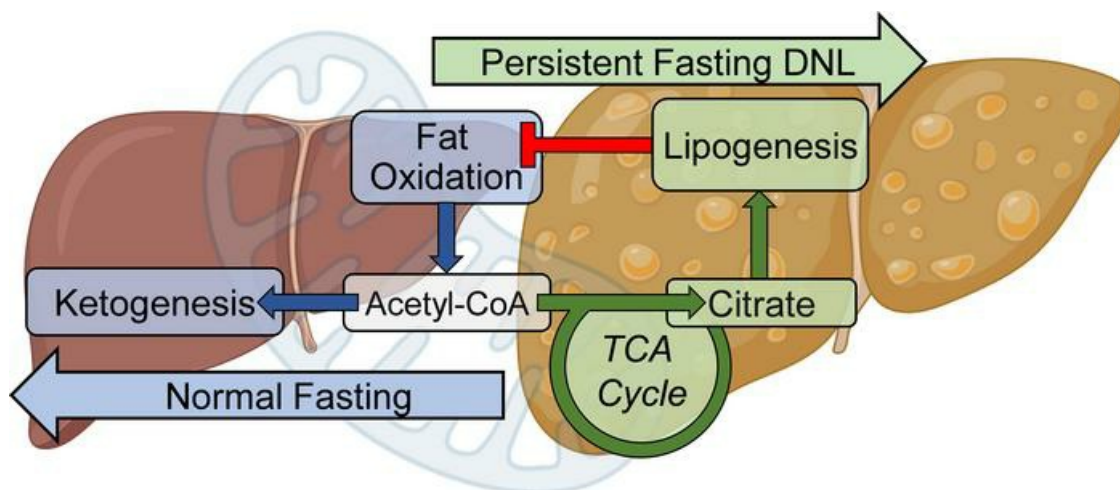 Persistent Fasting DNL
Fat
Oxidation
Lipogenesis
Ketogenesis
Acetyl-CoA
Citrate
TCA
Cycle
Normal Fasting